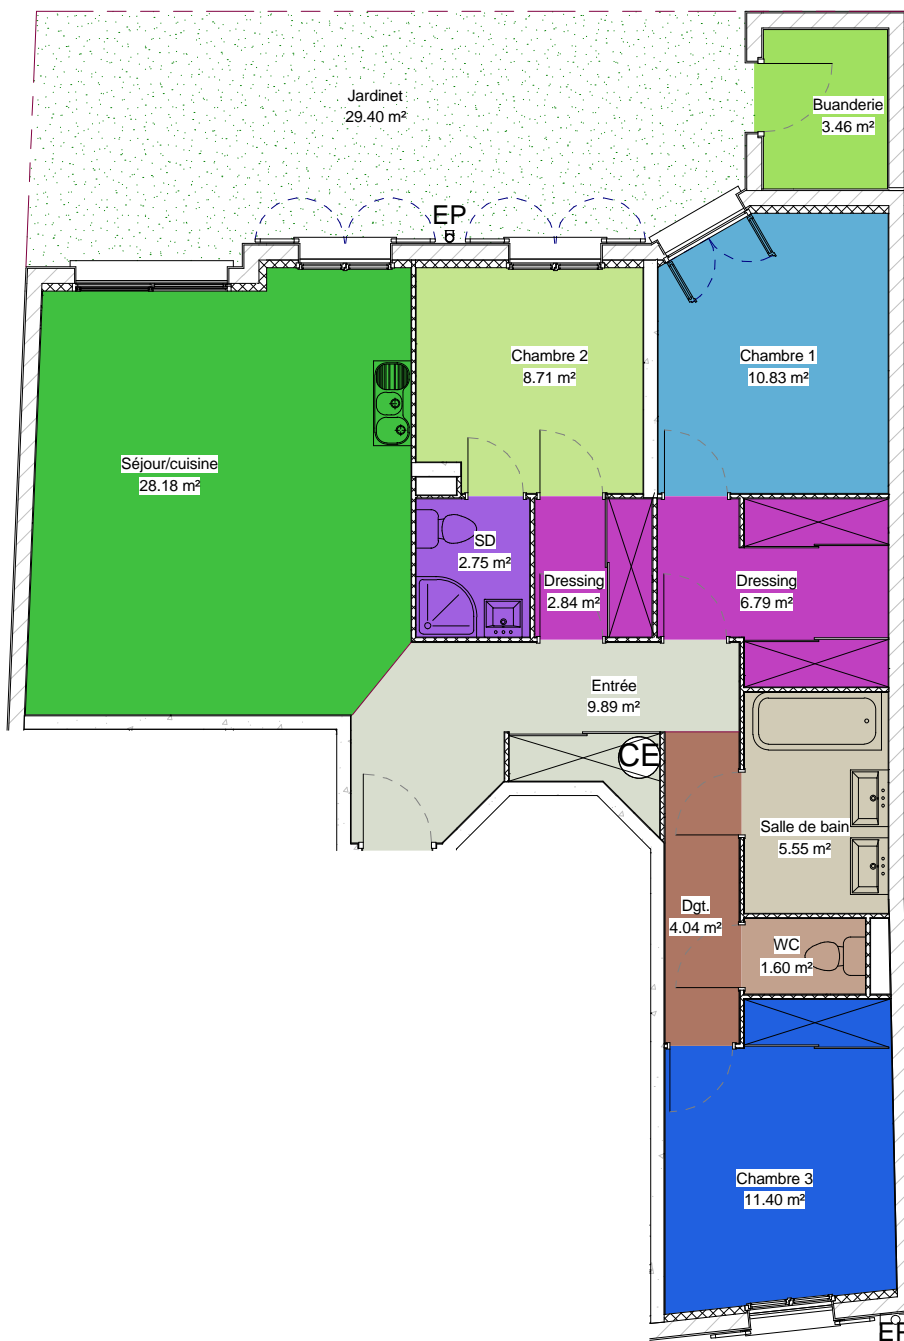 Jardinet
29.40 m²
Buanderie
3.46 m²
EP
Chambre 2
8.71 m²
Chambre 1
10.83 m²
Séjour/cuisine
28.18 m²
SD
2.75 m²
Dressing
2.84 m²
Dressing
6.79 m²
Entrée
9.89 m²
CE
Salle de bain
5.55 m²
Dgt.
4.04 m²
WC
1.60 m²
Chambre 3
11.40 m²
EP